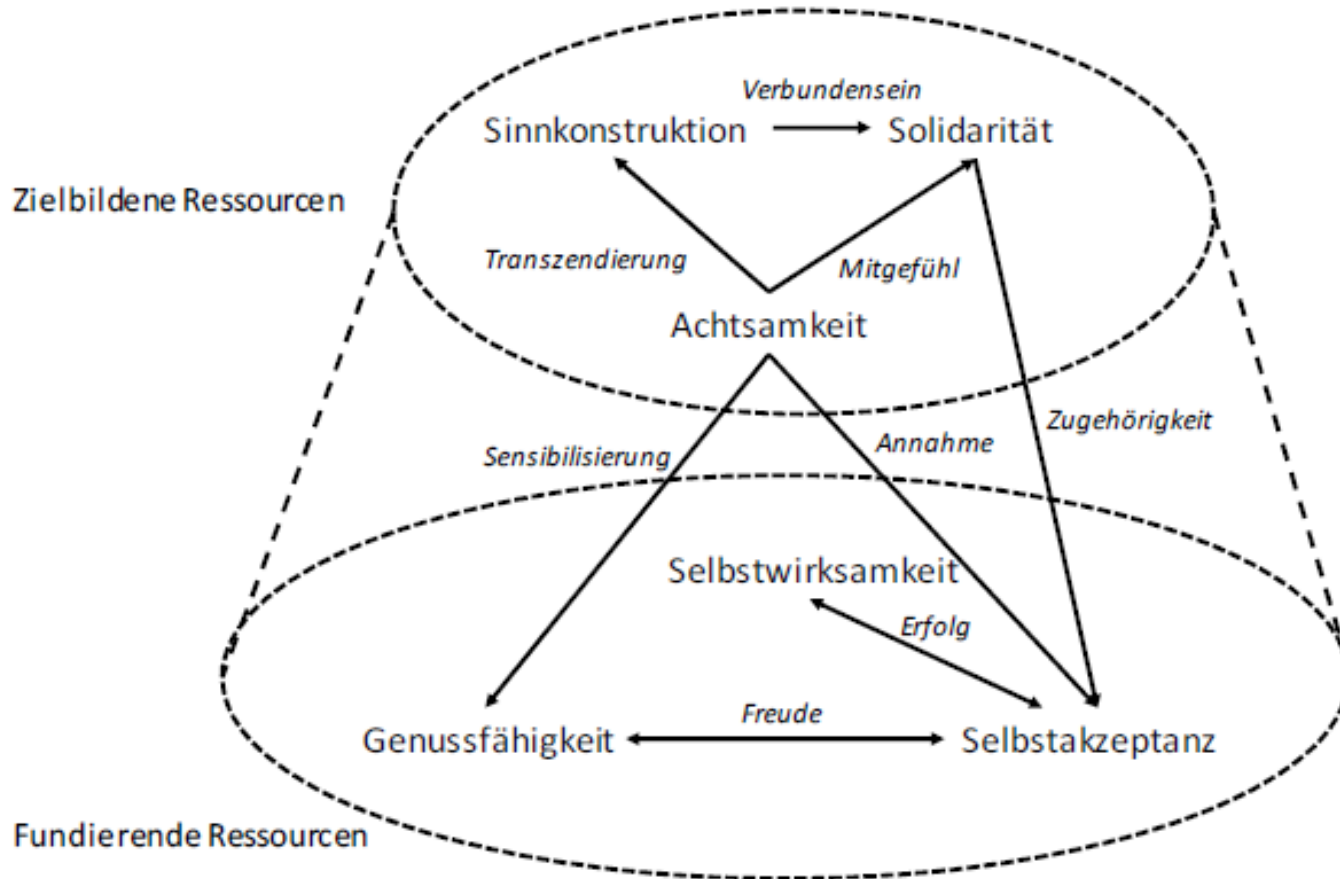 Verbundensein
Sinnkonstruktion
Solidarität
Zielbildene Ressourcen
Transzendierung
Mitgefühl
Achtsamkeit
Zugehörigkeit
Annahme
Sensibilisierung
Selbstwirksamkeit
Erfolg
Freude
Genussfähigkeit
Selbstakzeptanz
Fundierende Ressourcen